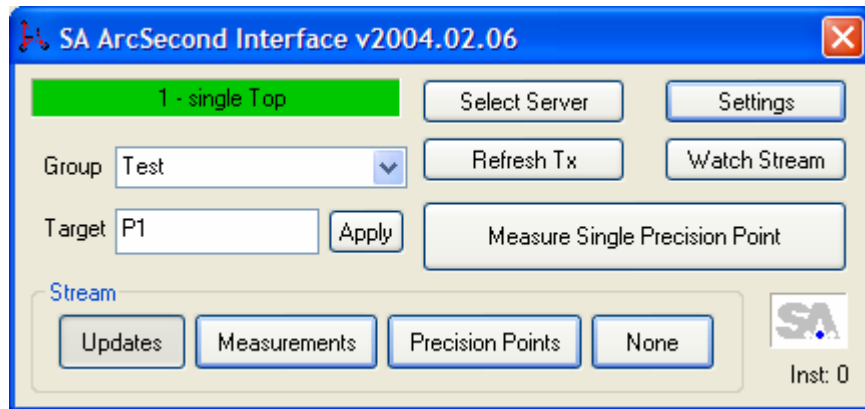 SA ArcSecond Interface v2004.02.06
1 - single Top
Select Server
Settings
Group
Test
Refresh Tx
Watch Stream
Target
P1
Apply
Measure Single Precision Point
Stream
Updates
Measurements
Precision Points
None
SA
Inst: 0